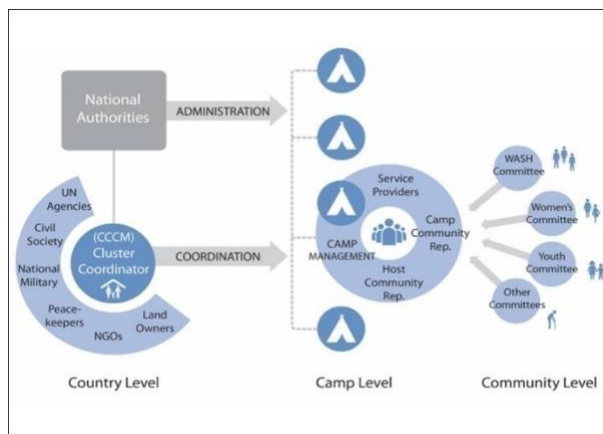 National
Authorities
ADMINISTRATION
UN
Agencies
Civil
Society
National
Military
Peace-
keepers
NGOs
Land
Owners
(CCCM)
Cluster
Coordinator
COORDINATION
Service
Providers
CAMP
MANAGEMENT
Camp
Community
Rep.
Host
Community
Rep.
WASH
Committee
Women's
Committee
Youth
Committee
Other
Committees
Country Level
Camp Level
Community Level